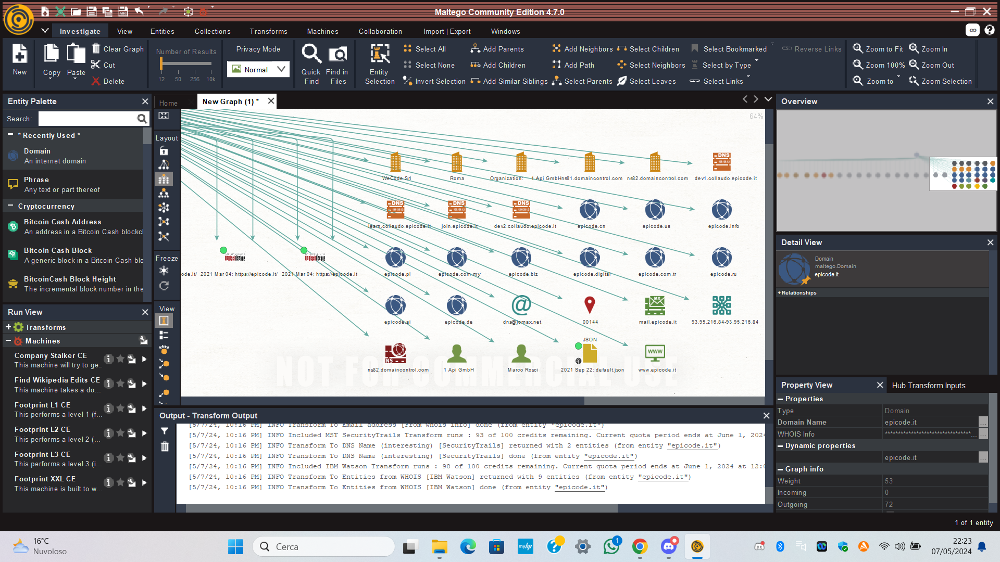 Maltego Community Edition 4.7.0
Investigate View Entities Collections Transforms Machines Collaboration Import | Export Windows
New
Copy
Paste
Clear Graph
Cut
Delete
Number of Results
12 50 256 10k
Privacy Mode
Normal
Quick Find
Find in Files
Entity Selection
Select All
Select None
Invert Selection
Add Parents
Add Children
Add Similar Siblings
Add Neighbors
Add Path
Select Parents
Select Children
Select Neighbors
Select Leaves
Select Bookmarked
Select by Type
Select Links
Reverse Links
Zoom to Fit
Zoom 100%
Zoom to
Zoom In
Zoom Out
Zoom Selection
Entity Palette
Search:
* Recently Used *
Domain
An internet domain
Phrase
Any text or part thereof
Cryptocurrency
Bitcoin Cash Address
An address in a Bitcoin Cash blockcl
Bitcoin Cash Block
A generic block in a Bitcoin Cash blo
BitcoinCash Block Height
The incremental block number in the
Run View
Transforms
Machines
Company Stalker CE
This machine will try to ge...
Find Wikipedia Edits CE
This machine takes a do...
Footprint L1 CE
This performs a level 1 (f...
Footprint L2 CE
This performs a level 2 (...
Footprint L3 CE
This performs a level 3 (i...
Footprint XXL CE
This machine is built to w...
Home
New Graph (1) *
Layout
Freeze
View
64%
WeCode Srl
Roma
Organization:
1 Api GmbH
ns81.domaincontrol.com
ns82.domaincontrol.com
DNS
dev1.collaudo.epicode.it
DNS
learn.collaudo.epicode.it
DNS
join.epicode.it
DNS
dev2.collaudo.epicode.it
epicode.cn
epicode.us
epicode.info
ode.it/
2021 Mar 04: https://epicode.it/
2021 Mar 04: https://epicode.it
epicode.pl
epicode.com.my
epicode.biz
epicode.digital
epicode.com.tr
epicode.ru
epicode.ai
epicode.de
@
dns@jomax.net.
00144
MX
mail.epicode.it
93.95.216.84-93.95.216.84
NS
ns82.domaincontrol.com
1 Api GmbH
Marco Rosci
JSON
2021 Sep 22: default.json
WWW
www.epicode.it
NOT FOR COMMERCIAL USE
Output - Transform Output
[5/7/24, 10:16 PM] INFO Transform To Email address [From whois info] done (from entity "epicode.it")
[5/7/24, 10:16 PM] INFO Included MST SecurityTrails Transform runs : 93 of 100 credits remaining. Current quota period ends at June 1, 2024
[5/7/24, 10:16 PM] INFO Transform To DNS Name (interesting) [SecurityTrails] returned with 2 entities (from entity "epicode.it")
[5/7/24, 10:16 PM] INFO Transform To DNS Name (interesting) [SecurityTrails] done (from entity "epicode.it")
[5/7/24, 10:16 PM] INFO Included IBM Watson Transform runs : 98 of 100 credits remaining. Current quota period ends at June 1, 2024 at 12:0
[5/7/24, 10:16 PM] INFO Transform To Entities from WHOIS [IBM Watson] returned with 9 entities (from entity "epicode.it")
[5/7/24, 10:16 PM] INFO Transform To Entities from WHOIS [IBM Watson] done (from entity "epicode.it")
Overview
Detail View
Domain
maltego.Domain
epicode.it
+ Relationships
Property View
Hub Transform Inputs
Properties
Type Domain
Domain Name epicode.it ...
WHOIS Info *********************************... ...
Dynamic properties
epicode.it ...
Graph info
Weight 53
Incoming 0
Outgoing 72
1 of 1 entity
16°C
Nuvoloso
Cerca
myhp
1
22:23
07/05/2024